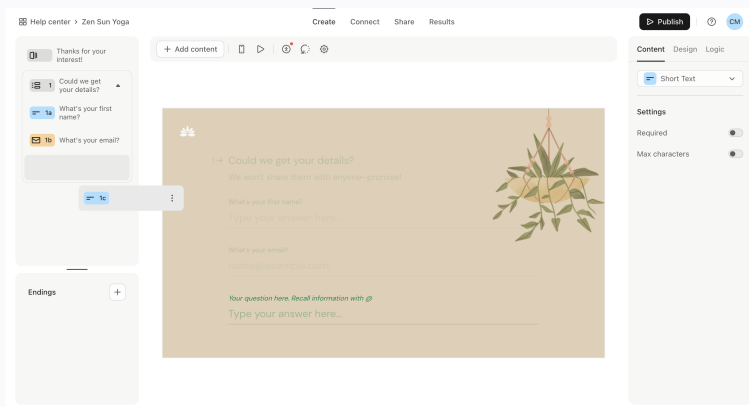 Help center > Zen Sun Yoga
Create
Connect
Share
Results
Publish
CM
Thanks for your
interest!
1
Could we get
your details?
1a
What's your first
name?
1b
What's your email?
1c
Endings
+ Add content
1→ Could we get your details?
We won't share them with anyone–promise!
What's your first name?
Type your answer here...
What's your email?
name@example.com
Your question here. Recall information with @
Type your answer here...
Content
Design
Logic
Short Text
Settings
Required
Max characters